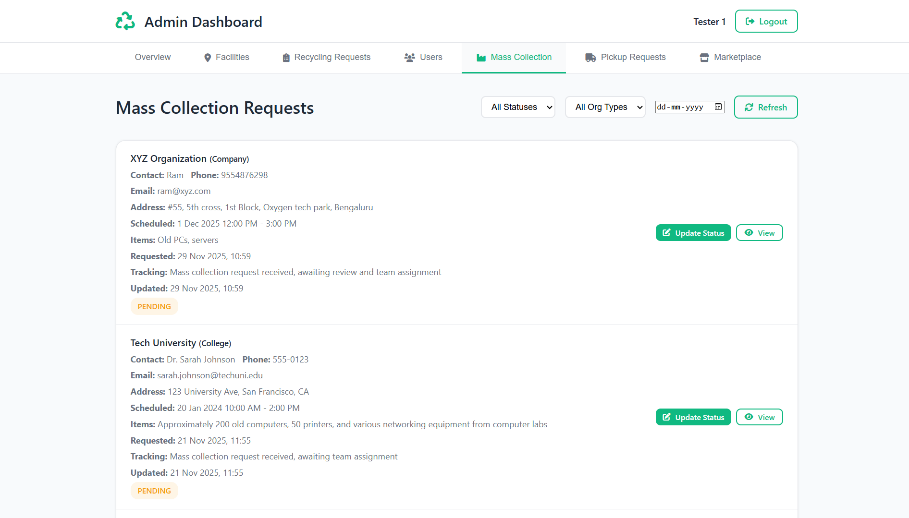 Admin Dashboard
Tester 1 Logout
Overview Facilities Recycling Requests Users Mass Collection Pickup Requests Marketplace
Mass Collection Requests
All Statuses All Org Types dd-mm-yyyy Refresh
XYZ Organization (Company)
Contact: Ram Phone: 9554876298
Email: ram@xyz.com
Address: #55, 5th cross, 1st Block, Oxygen tech park, Bengaluru
Scheduled: 1 Dec 2025 12:00 PM - 3:00 PM
Update Status View
Items: Old PCs, servers
Requested: 29 Nov 2025, 10:59
Tracking: Mass collection request received, awaiting review and team assignment
Updated: 29 Nov 2025, 10:59
PENDING
Tech University (College)
Contact: Dr. Sarah Johnson Phone: 555-0123
Email: sarah.johnson@techuni.edu
Address: 123 University Ave, San Francisco, CA
Scheduled: 20 Jan 2024 10:00 AM - 2:00 PM
Update Status View
Items: Approximately 200 old computers, 50 printers, and various networking equipment from computer labs
Requested: 21 Nov 2025, 11:55
Tracking: Mass collection request received, awaiting team assignment
Updated: 21 Nov 2025, 11:55
PENDING